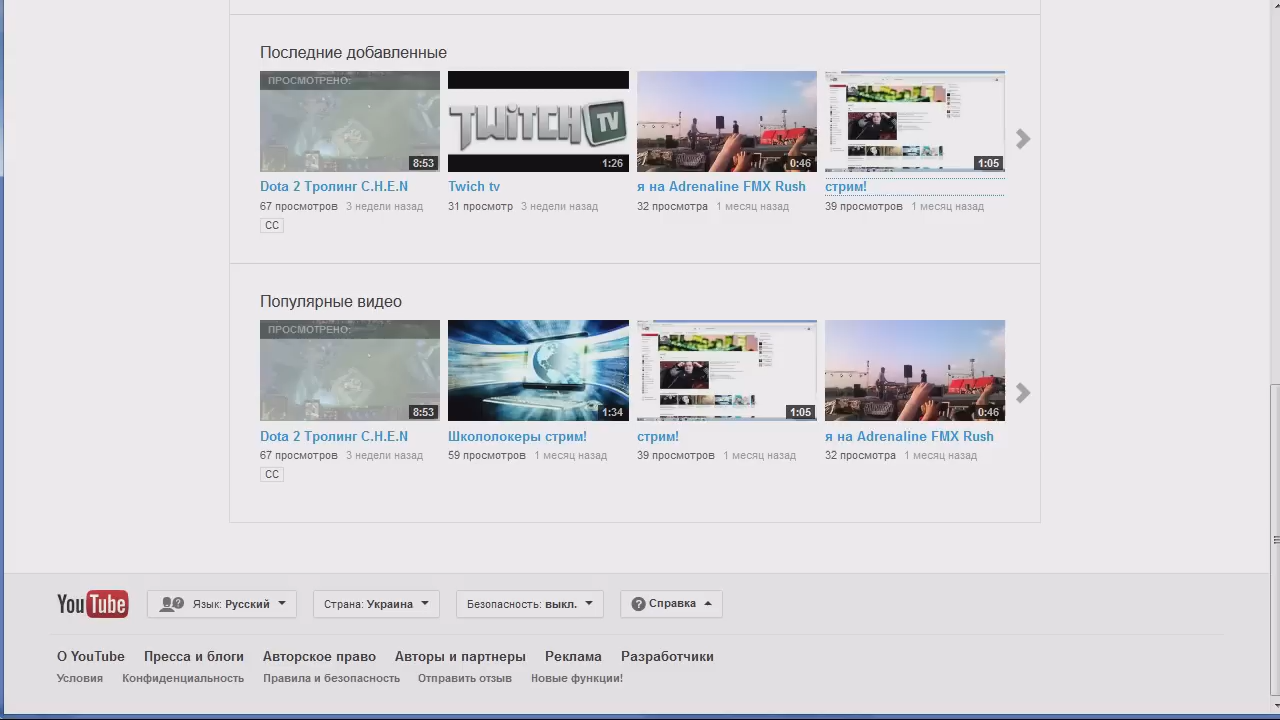 Последние добавленные
ПРОСМОТРЕНО:
8:53
TWITCH TV
1:26
0:46
1:05
Dota 2 Тролинг C.H.E.N
Twich tv
я на Adrenaline FMX Rush
стрим!
67 просмотров 3 недели назад
31 просмотр 3 недели назад
32 просмотра 1 месяц назад
39 просмотров 1 месяц назад
CC
Популярные видео
ПРОСМОТРЕНО:
8:53
1:34
1:05
0:46
Dota 2 Тролинг C.H.E.N
Школолокеры стрим!
стрим!
я на Adrenaline FMX Rush
67 просмотров 3 недели назад
59 просмотров 1 месяц назад
39 просмотров 1 месяц назад
32 просмотра 1 месяц назад
CC
YouTube
Язык: Русский
Страна: Украина
Безопасность: выкл.
Справка
О YouTube Пресса и блоги Авторское право Авторы и партнеры Реклама Разработчики
Условия Конфиденциальность Правила и безопасность Отправить отзыв Новые функции!